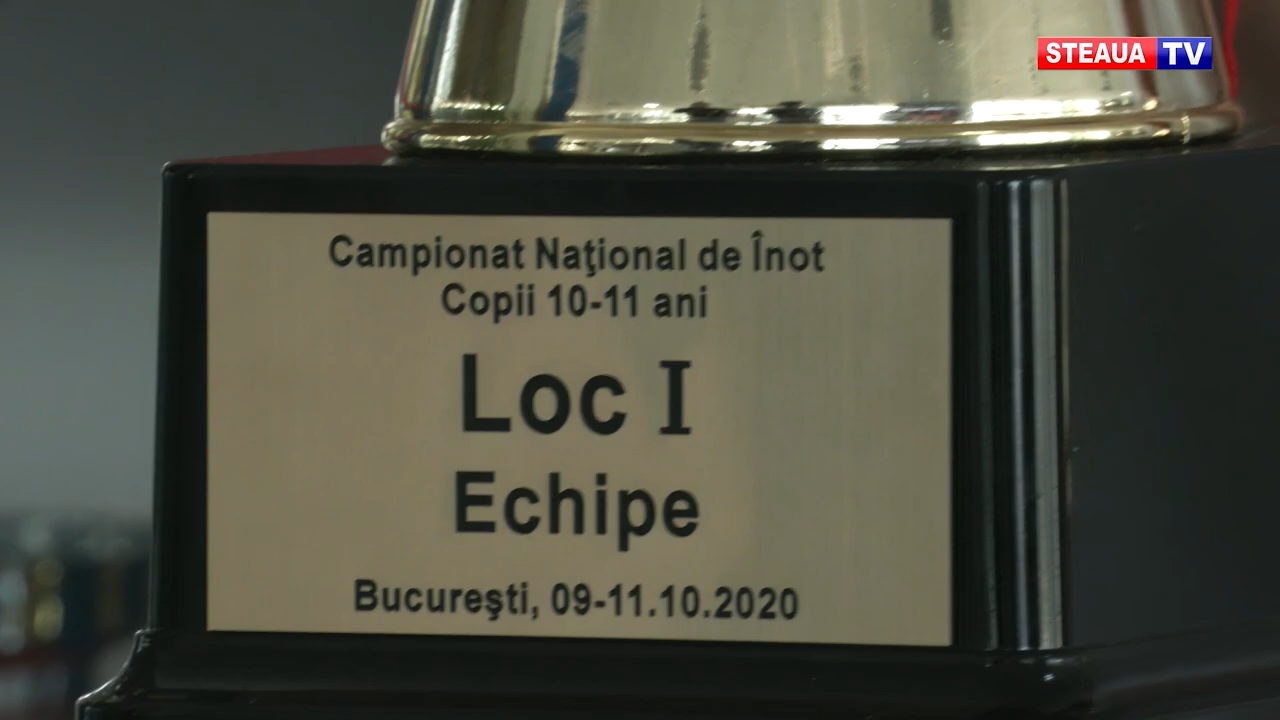 STEAUA TV
Campionat Naţional de Înot
Copii 10-11 ani
Loc I
Echipe
Bucureşti, 09-11.10.2020